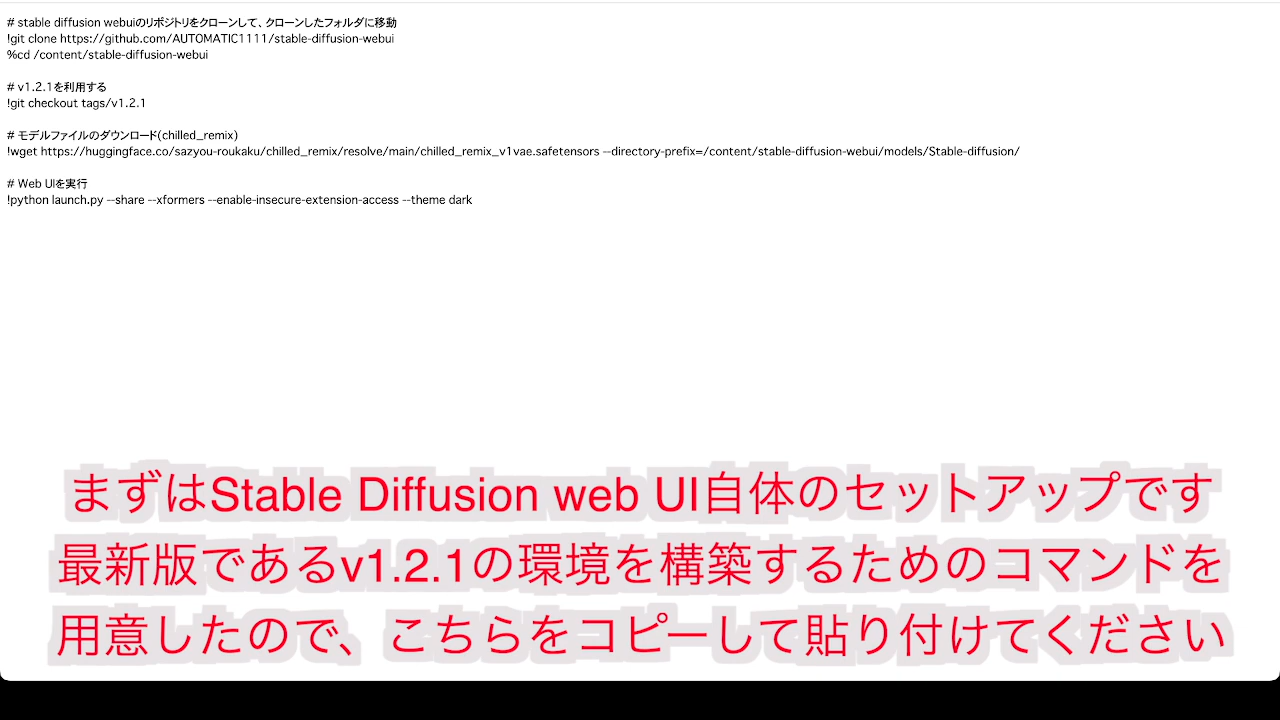 # stable diffusion webuiのリポジトリをクローンして、クローンしたフォルダに移動
!git clone https://github.com/AUTOMATIC1111/stable-diffusion-webui
%cd /content/stable-diffusion-webui
# v1.2.1を利用する
!git checkout tags/v1.2.1
# モデルファイルのダウンロード(chilled_remix)
!wget https://huggingface.co/sazyou-roukaku/chilled_remix/resolve/main/chilled_remix_v1vae.safetensors --directory-prefix=/content/stable-diffusion-webui/models/Stable-diffusion/
# Web UIを実行
!python launch.py --share --xformers --enable-insecure-extension-access --theme dark
まずはStable Diffusion web UI自体のセットアップです
最新版であるv1.2.1の環境を構築するためのコマンドを
用意したので、こちらをコピーして貼り付けてください